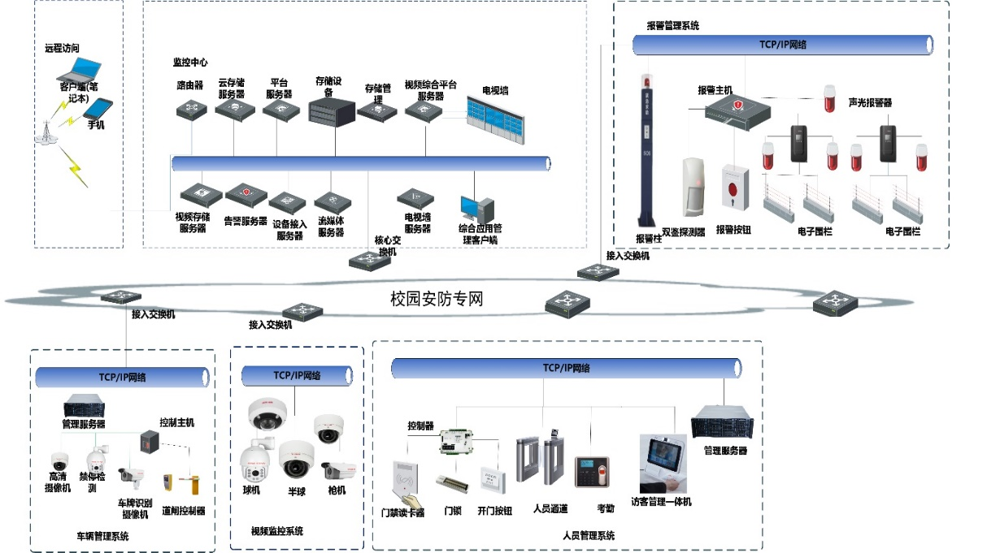 远程访问
客户端(笔
记本)
手机
监控中心
路由器
云存储
服务器
平台
服务器
存储设
备
存储管
理
视频综合平台
服务器
电视墙
视频存储
服务器
告警服务器
设备接入
服务器
流媒体
服务器
电视墙
服务器
综合应用管
理客户端
核心交
换机
报警管理系统
TCP/IP网络
报警主机
声光报警器
报警柱
双鉴探测器
报警按钮
电子围栏
电子围栏
接入交换机
校园安防专网
接入交换机
接入交换机
TCP/IP网络
管理服务器
控制主机
高清
摄像机
禁停检
测
车牌识别
摄像机
道闸控制器
车辆管理系统
TCP/IP网络
球机
半球
枪机
视频监控系统
TCP/IP网络
控制器
管理服务器
门禁读卡器
门锁
开门按钮
人员通道
考勤
访客管理一体机
人员管理系统